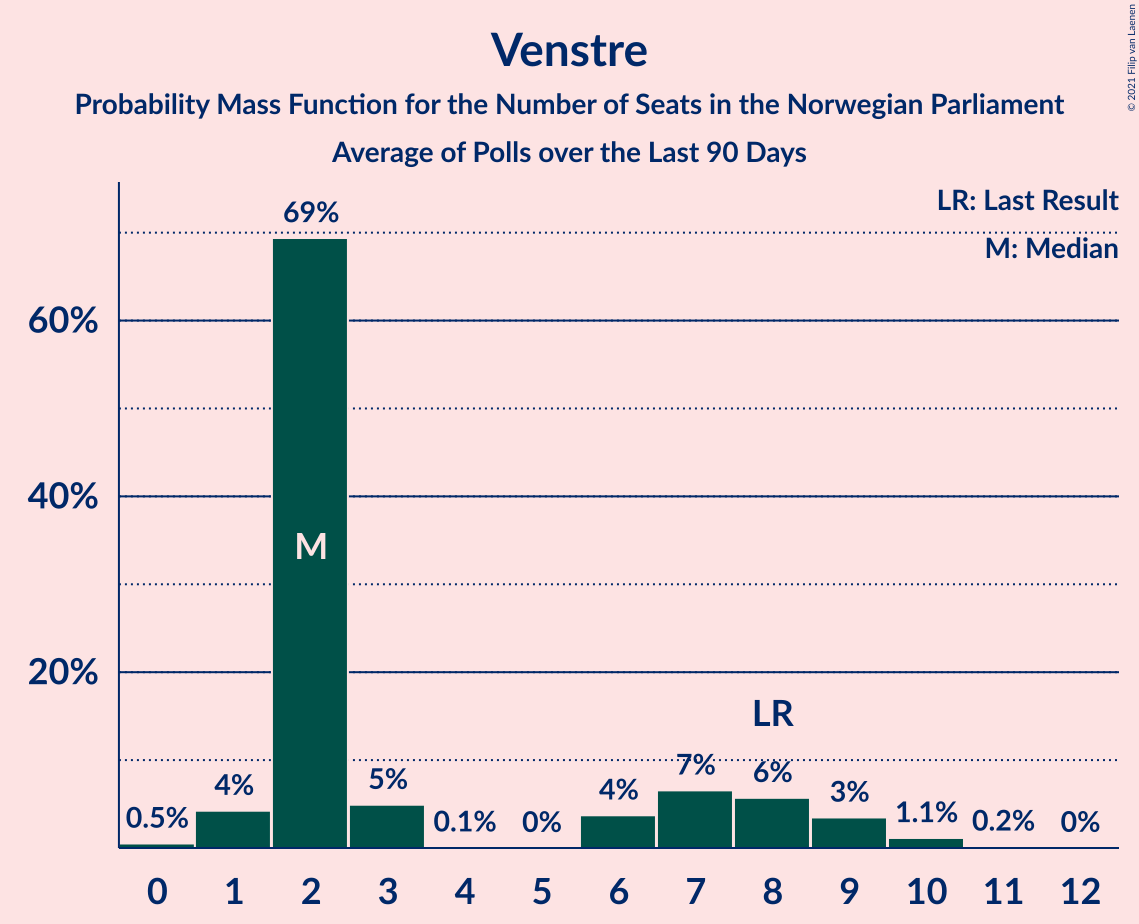 Venstre
Probability Mass Function for the Number of Seats in the Norwegian Parliament
Average of Polls over the Last 90 Days
© 2021 Filip van Laenen
LR: Last Result
M: Median
69%
60%
40%
M
20%
LR
0.5%
4%
5%
0.1%
0%
4%
7%
6%
3%
1.1%
0.2%
0%
0 1 2 3 4 5 6 7 8 9 10 11 12